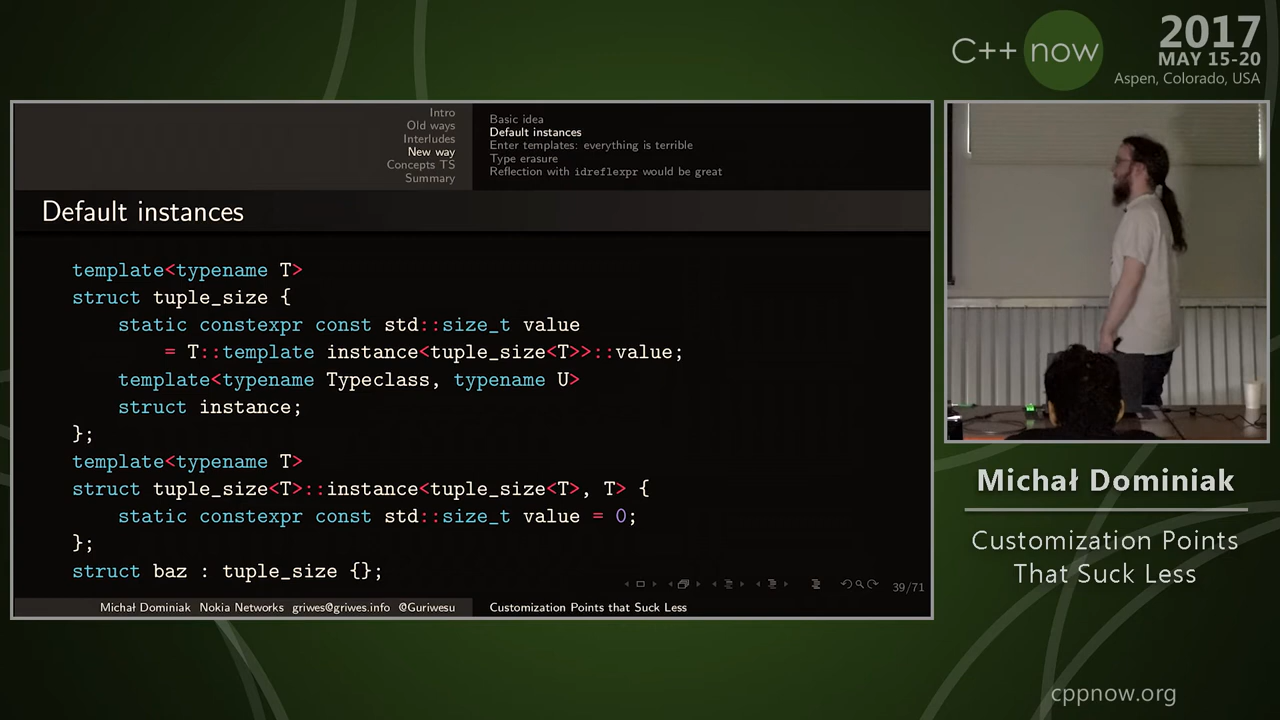 C++ now
2017
MAY 15-20
Aspen, Colorado, USA
Intro
Old ways
Interludes
New way
Concepts TS
Summary
Basic idea
Default instances
Enter templates: everything is terrible
Type erasure
Reflection with idreflexpr would be great
Default instances
template<typename T>
struct tuple_size {
static constexpr const std::size_t value
= T::template instance<tuple_size<T>>::value;
template<typename Typeclass, typename U>
struct instance;
};
template<typename T>
struct tuple_size<T>::instance<tuple_size<T>, T> {
static constexpr const std::size_t value = 0;
};
struct baz : tuple_size {};
39/71
Michał Dominiak Nokia Networks griwes@griwes.info @Guriwesu
Customization Points that Suck Less
Michał Dominiak
Customization Points
That Suck Less
cppnow.org